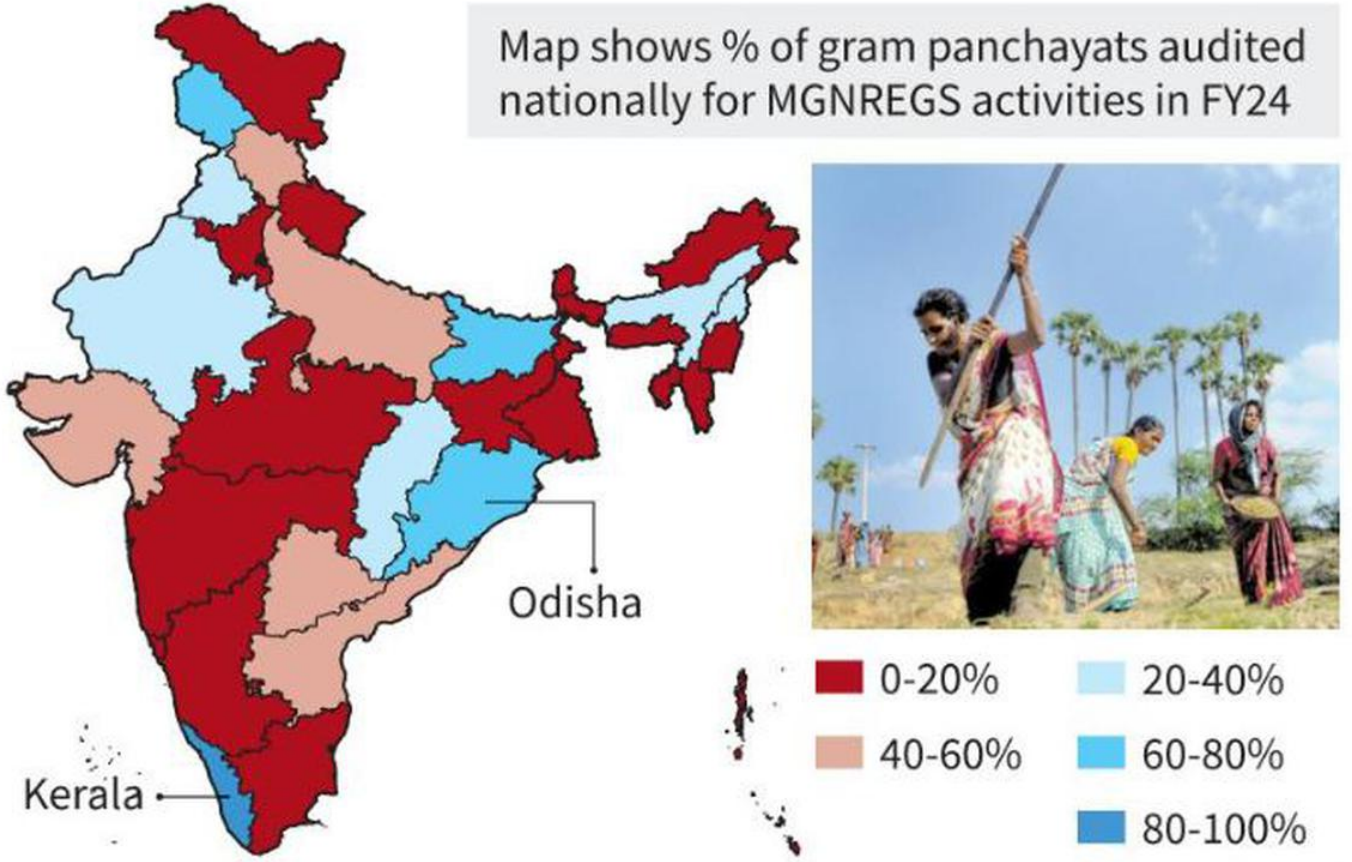 Map shows % of gram panchayats audited
nationally for MGNREGS activities in FY24
Odisha
Kerala
0-20%
20-40%
40-60%
60-80%
80-100%